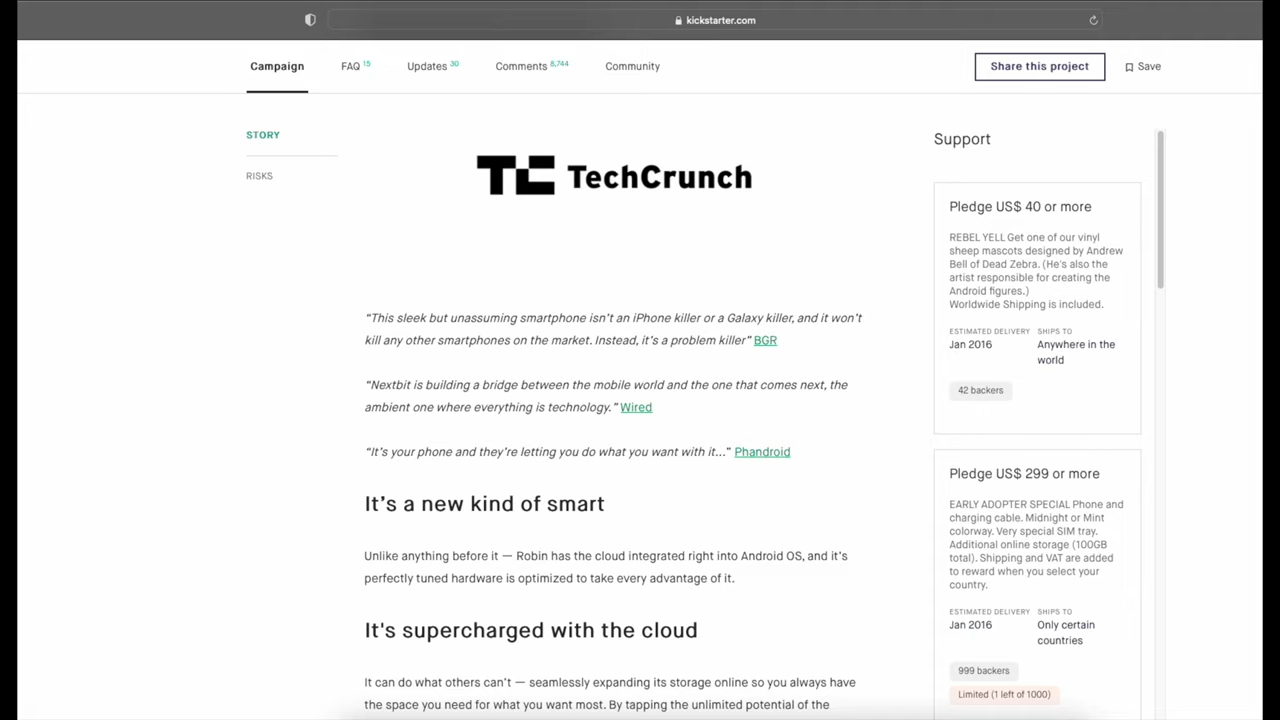 kickstarter.com
Campaign FAQ 15 Updates 30 Comments 8,744 Community Share this project Save
STORY
RISKS
TC TechCrunch
“This sleek but unassuming smartphone isn’t an iPhone killer or a Galaxy killer, and it won’t
kill any other smartphones on the market. Instead, it’s a problem killer” BGR
“Nextbit is building a bridge between the mobile world and the one that comes next, the
ambient one where everything is technology.” Wired
“It’s your phone and they’re letting you do what you want with it...” Phandroid
It’s a new kind of smart
Unlike anything before it — Robin has the cloud integrated right into Android OS, and it’s
perfectly tuned hardware is optimized to take every advantage of it.
It's supercharged with the cloud
It can do what others can’t — seamlessly expanding its storage online so you always have
the space you need for what you want most. By tapping the unlimited potential of the
Support
Pledge US$ 40 or more
REBEL YELL Get one of our vinyl
sheep mascots designed by Andrew
Bell of Dead Zebra. (He's also the
artist responsible for creating the
Android figures.)
Worldwide Shipping is included.
ESTIMATED DELIVERY SHIPS TO
Jan 2016 Anywhere in the
world
42 backers
Pledge US$ 299 or more
EARLY ADOPTER SPECIAL Phone and
charging cable. Midnight or Mint
colorway. Very special SIM tray.
Additional online storage (100GB
total). Shipping and VAT are added
to reward when you select your
country.
ESTIMATED DELIVERY SHIPS TO
Jan 2016 Only certain
countries
999 backers
Limited (1 left of 1000)